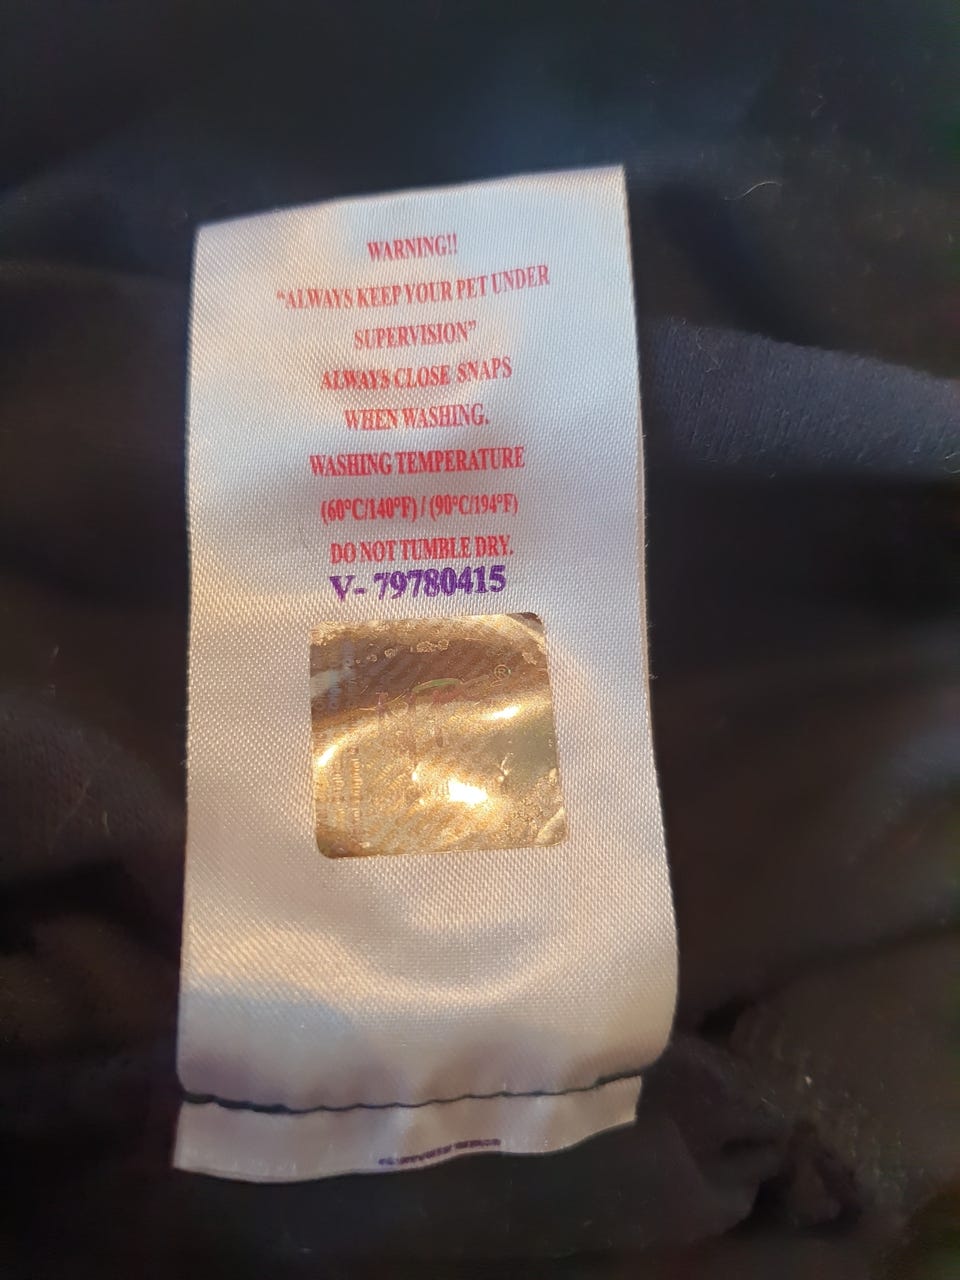 WARNING!!
“ALWAYS KEEP YOUR PET UNDER
SUPERVISION”
ALWAYS CLOSE SNAPS
WHEN WASHING.
WASHING TEMPERATURE
(60°C/140°F) / (90°C/194°F)
DO NOT TUMBLE DRY.
V- 79780415
®